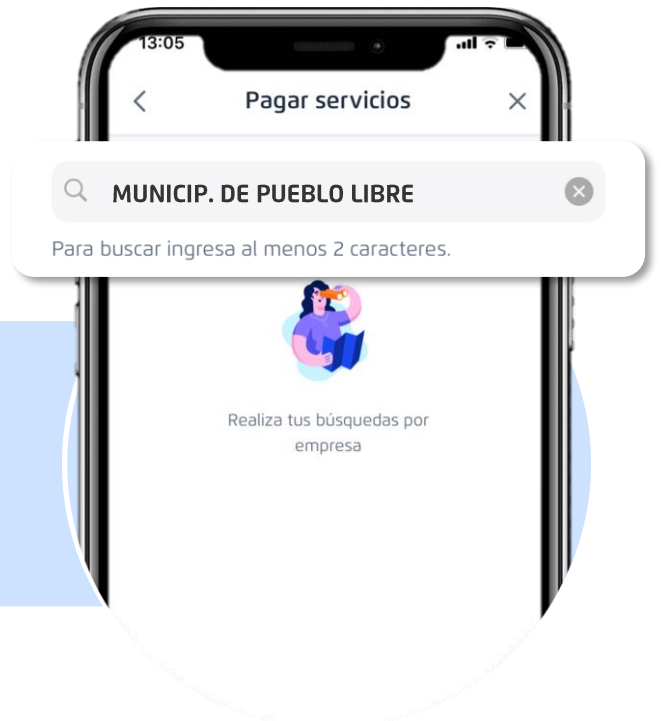 13:05
Pagar servicios
MUNICIP. DE PUEBLO LIBRE
Para buscar ingresa al menos 2 caracteres.
Realiza tus búsquedas por
empresa